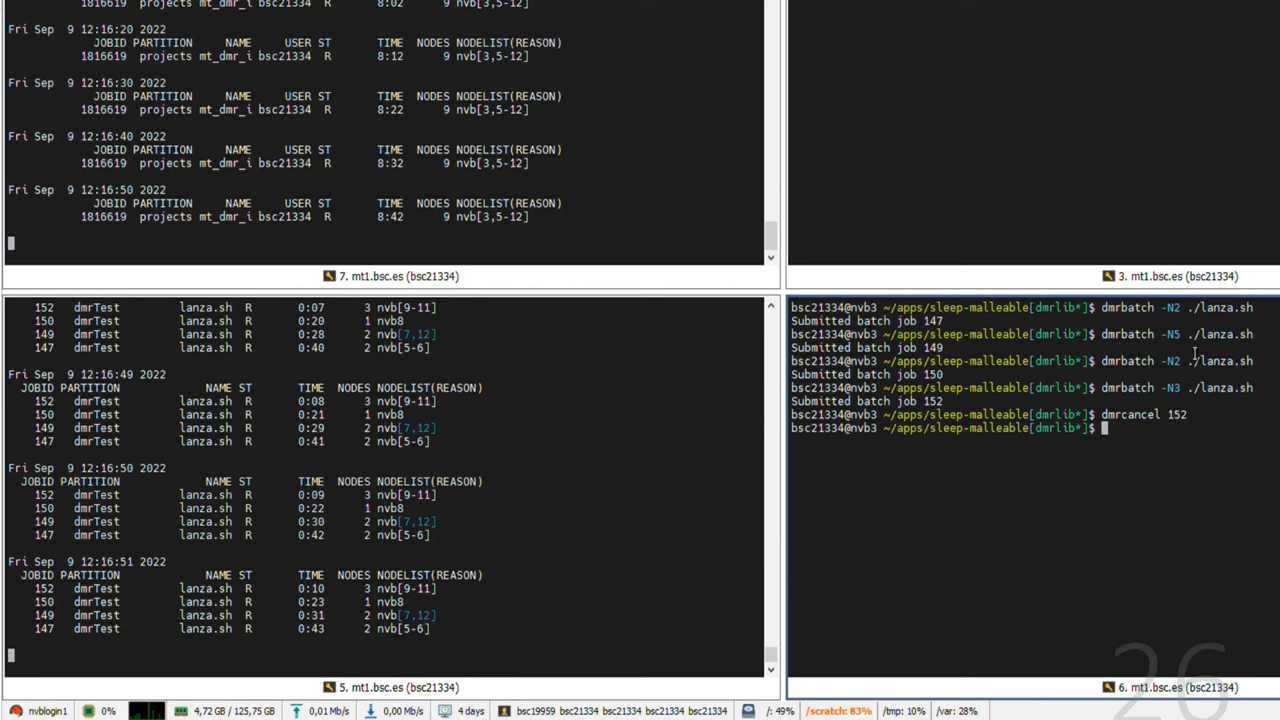 1816619  projects mt_dmr_i bsc21334  R       8:02      9 nvb[3,5-12]
Fri Sep  9 12:16:20 2022
JOBID PARTITION     NAME     USER ST       TIME  NODES NODELIST(REASON)
1816619  projects mt_dmr_i bsc21334  R       8:12      9 nvb[3,5-12]
Fri Sep  9 12:16:30 2022
JOBID PARTITION     NAME     USER ST       TIME  NODES NODELIST(REASON)
1816619  projects mt_dmr_i bsc21334  R       8:22      9 nvb[3,5-12]
Fri Sep  9 12:16:40 2022
JOBID PARTITION     NAME     USER ST       TIME  NODES NODELIST(REASON)
1816619  projects mt_dmr_i bsc21334  R       8:32      9 nvb[3,5-12]
Fri Sep  9 12:16:50 2022
JOBID PARTITION     NAME     USER ST       TIME  NODES NODELIST(REASON)
1816619  projects mt_dmr_i bsc21334  R       8:42      9 nvb[3,5-12]
7. mt1.bsc.es (bsc21334)
3. mt1.bsc.es (bsc21334)
152   dmrTest         lanza.sh  R       0:07      3 nvb[9-11]
150   dmrTest         lanza.sh  R       0:20      1 nvb8
149   dmrTest         lanza.sh  R       0:29      2 nvb[7,12]
147   dmrTest         lanza.sh  R       0:40      2 nvb[5-6]
Fri Sep  9 12:16:49 2022
JOBID PARTITION             NAME ST       TIME  NODES NODELIST(REASON)
152   dmrTest         lanza.sh  R       0:08      3 nvb[9-11]
150   dmrTest         lanza.sh  R       0:21      1 nvb8
149   dmrTest         lanza.sh  R       0:29      2 nvb[7,12]
147   dmrTest         lanza.sh  R       0:41      2 nvb[5-6]
Fri Sep  9 12:16:50 2022
JOBID PARTITION             NAME ST       TIME  NODES NODELIST(REASON)
152   dmrTest         lanza.sh  R       0:09      3 nvb[9-11]
150   dmrTest         lanza.sh  R       0:22      1 nvb8
149   dmrTest         lanza.sh  R       0:30      2 nvb[7,12]
147   dmrTest         lanza.sh  R       0:42      2 nvb[5-6]
Fri Sep  9 12:16:51 2022
JOBID PARTITION             NAME ST       TIME  NODES NODELIST(REASON)
152   dmrTest         lanza.sh  R       0:10      3 nvb[9-11]
150   dmrTest         lanza.sh  R       0:23      1 nvb8
149   dmrTest         lanza.sh  R       0:31      2 nvb[7,12]
147   dmrTest         lanza.sh  R       0:43      2 nvb[5-6]
5. mt1.bsc.es (bsc21334)
bsc21334@nvb3 ~/apps/sleep-malleable[dmrlib*]$ dmrbatch -N2 ./lanza.sh
Submitted batch job 147
bsc21334@nvb3 ~/apps/sleep-malleable[dmrlib*]$ dmrbatch -N5 ./lanza.sh
Submitted batch job 149
bsc21334@nvb3 ~/apps/sleep-malleable[dmrlib*]$ dmrbatch -N2 ./lanza.sh
Submitted batch job 150
bsc21334@nvb3 ~/apps/sleep-malleable[dmrlib*]$ dmrbatch -N3 ./lanza.sh
Submitted batch job 152
bsc21334@nvb3 ~/apps/sleep-malleable[dmrlib*]$ dmrcancel 152
bsc21334@nvb3 ~/apps/sleep-malleable[dmrlib*]$
26
6. mt1.bsc.es (bsc21334)
nvblogin1 0% 4,72 GB / 125,75 GB 0,01 Mb/s 0,00 Mb/s 4 days bsc19959 bsc21334 bsc21334 bsc21334 bsc21334 /: 49% /scratch: 83% /tmp: 10% /var: 28%